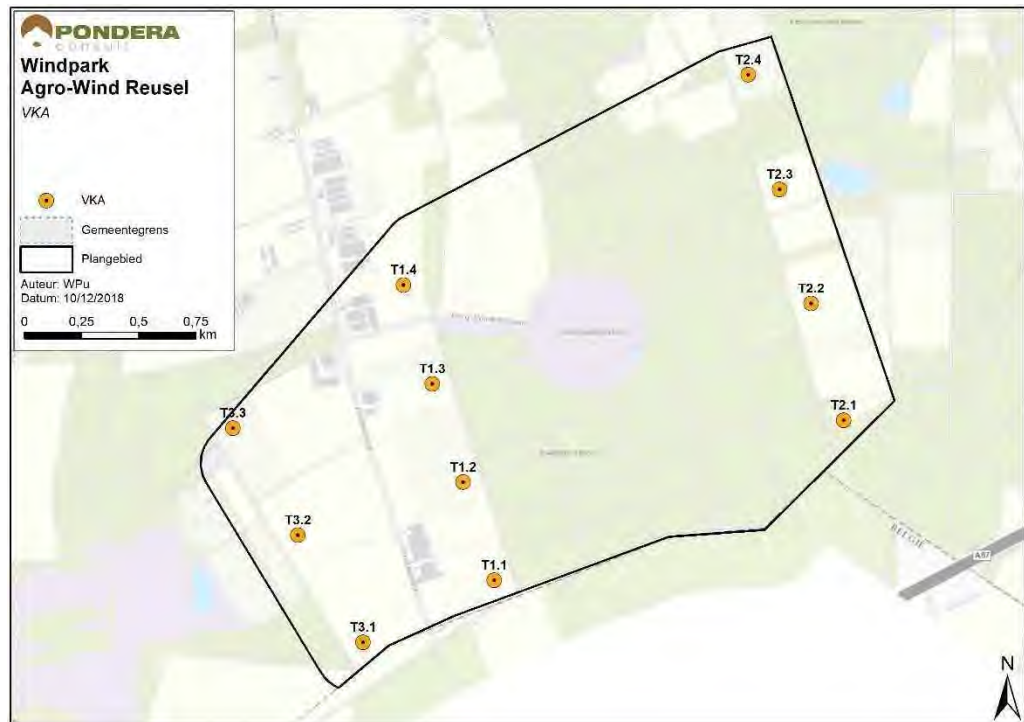 PONDERA
consult
Windpark
Agro-Wind Reusel
VKA
VKA
Gemeentegrens
Plangebied
Auteur: WPu
Datum: 10/12/2018
0 0,25 0,5 0,75
km
T2.4
T2.3
T2.2
T2.1
T1.4
T1.3
T1.2
T1.1
T3.3
T3.2
T3.1
BELGIË
A67
N